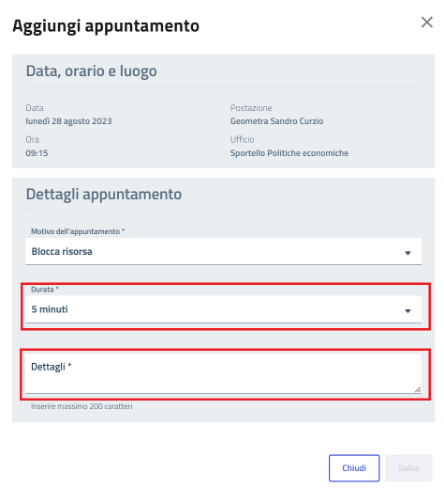 Aggiungi appuntamento
Data, orario e luogo
Data
lunedì 28 agosto 2023
Postazione
Geometra Sandro Curzio
Ora
09:15
Ufficio
Sportello Politiche economiche
Dettagli appuntamento
Motivo dell'appuntamento *
Blocca risorsa
Durata *
5 minuti
Dettagli *
Inserire massimo 200 caratteri
Chiudi
Salva